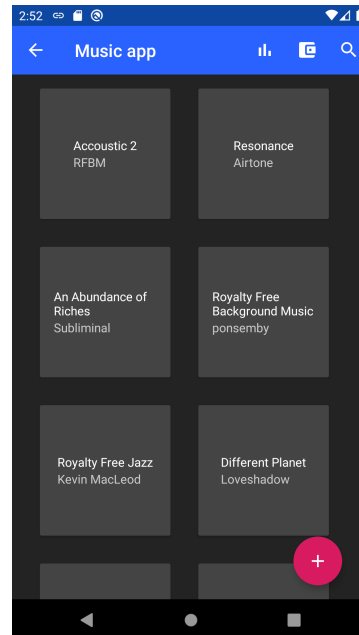 2:52
Music app
Accoustic 2
RFBM
Resonance
Airtone
An Abundance of
Riches
Subliminal
Royalty Free
Background Music
ponsemby
Royalty Free Jazz
Kevin MacLeod
Different Planet
Loveshadow